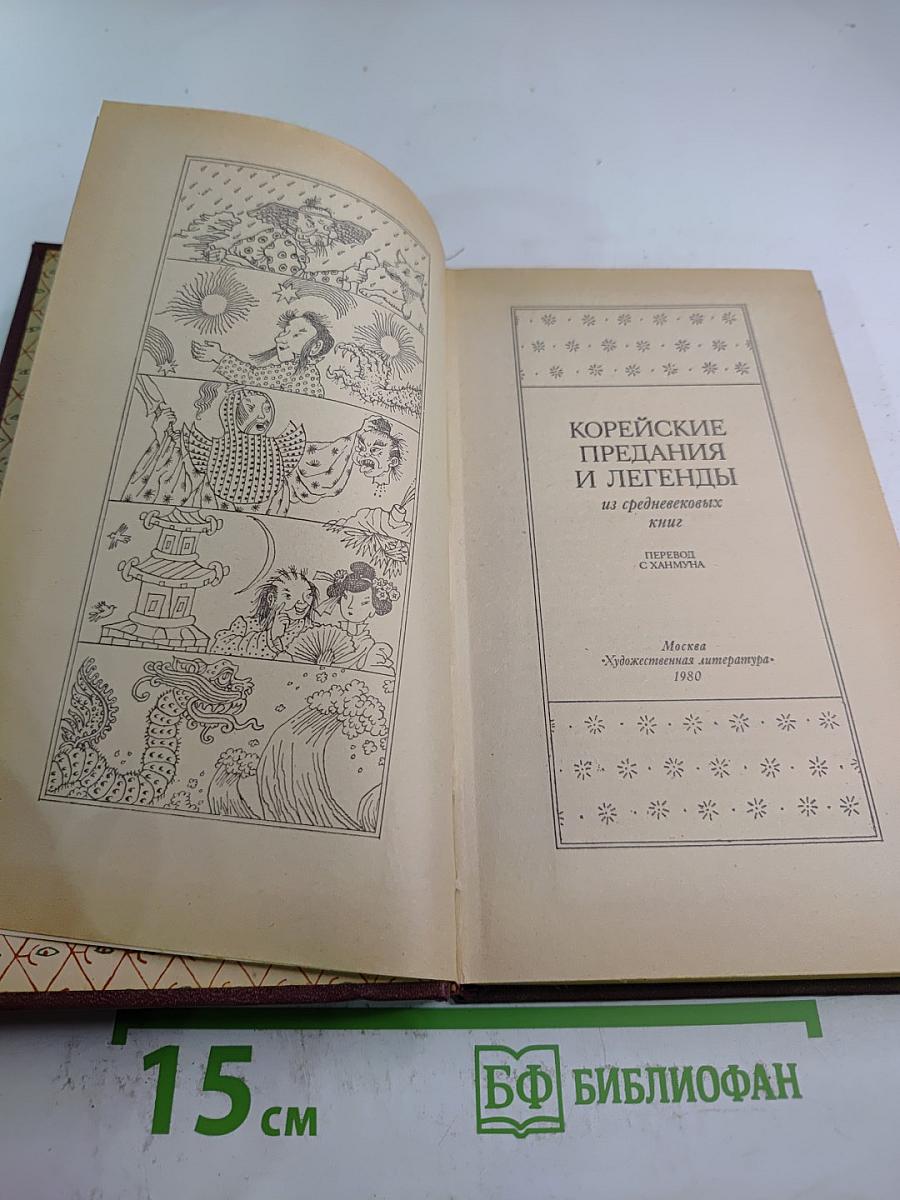 КОРЕЙСКИЕ
ПРЕДАНИЯ
И ЛЕГЕНДЫ
из средневековых
книг
ПЕРЕВОД
С ХАНМУНА
Москва
«Художественная литература»
1980
15 см
БФ БИБЛИОФАН